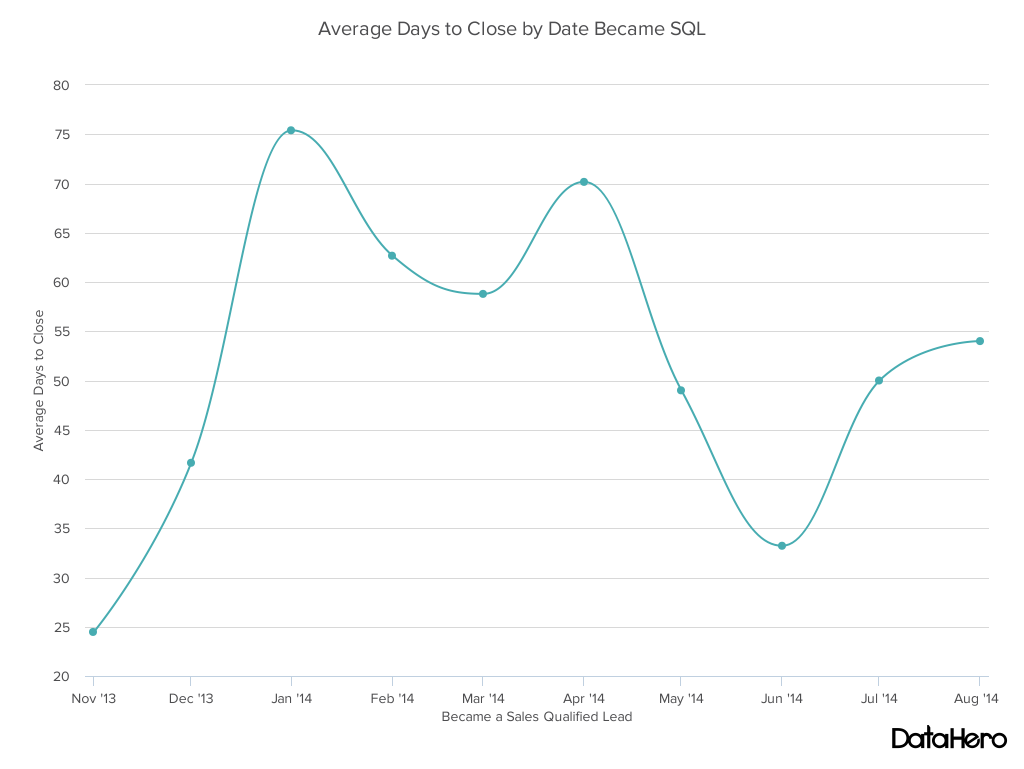 Average Days to Close by Date Became SQL
80
75
70
65
60
55
50
45
40
35
30
25
20
Average Days to Close
Nov '13 Dec '13 Jan '14 Feb '14 Mar '14 Apr '14 May '14 Jun '14 Jul '14 Aug '14
Became a Sales Qualified Lead
DataHero